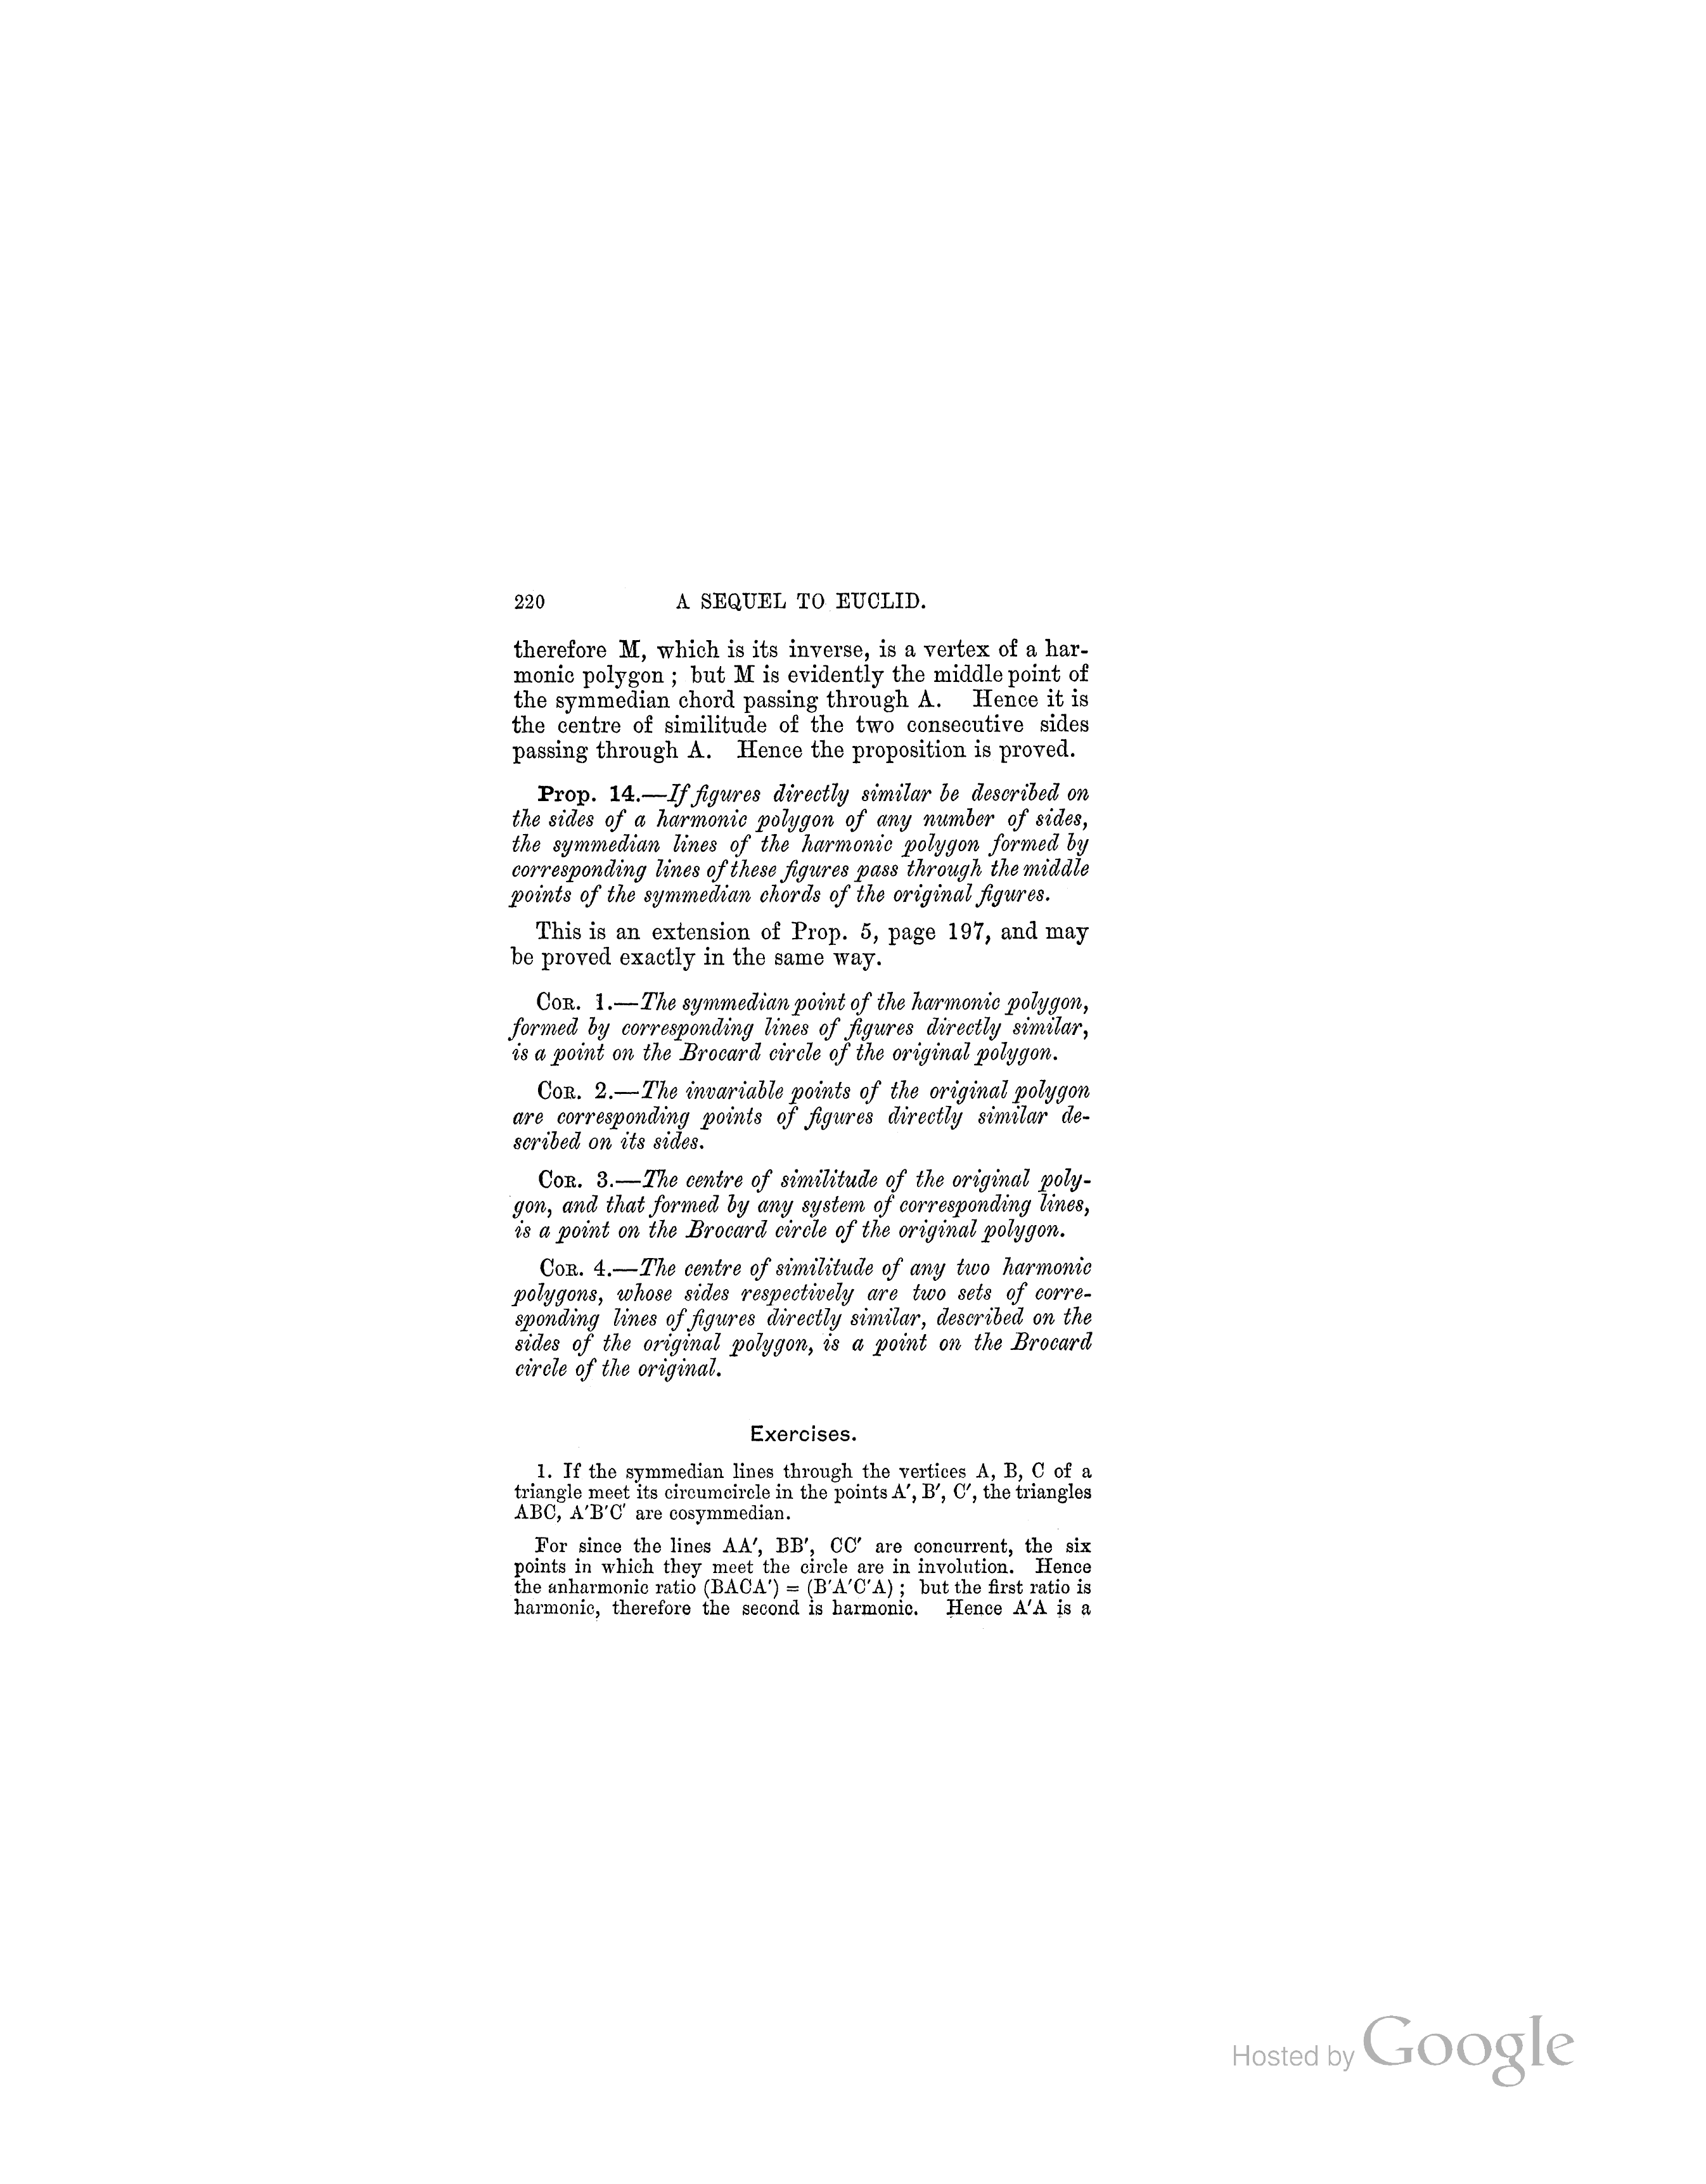 220 A SEQUEL TO EUCLID.
therefore M, which is its inverse, is a vertex of a har-
monic polygon ; but M is evidently the middle point of
the symmedian chord passing through A. Hence it is
the centre of similitude of the two consecutive sides
passing through A. Hence the proposition is proved.
Prop. 14.—If figures directly similar be described on
the sides of a harmonic polygon of any number of sides,
the symmedian lines of the harmonic polygon formed by
corresponding lines of these figures pass through the middle
points of the symmedian chords of the original figures.
This is an extension of Prop. 5, page 197, and may
be proved exactly in the same way.
COR. 1.—The symmedian point of the harmonic polygon,
formed by corresponding lines of figures directly similar,
is a point on the Brocard circle of the original polygon.
COR. 2.—The invariable points of the original polygon
are corresponding points of figures directly similar de-
scribed on its sides.
COR. 3.—The centre of similitude of the original poly-
gon, and that formed by any system of corresponding lines,
is a point on the Brocard circle of the original polygon.
COR. 4.—The centre of similitude of any two harmonic
polygons, whose sides respectively are two sets of corre-
sponding lines of figures directly similar, described on the
sides of the original polygon, is a point on the Brocard
circle of the original.
Exercises.
1. If the symmedian lines through the vertices A, B, C of a
triangle meet its circumcircle in the points A′, B′, C′, the triangles
ABC, A′B′C′ are cosymmedian.
For since the lines AA′, BB′, CC′ are concurrent, the six
points in which they meet the circle are in involution. Hence
the anharmonic ratio (BACA′) = (B′A′C′A) ; but the first ratio is
harmonic, therefore the second is harmonic. Hence A′A is a
Hosted by Google